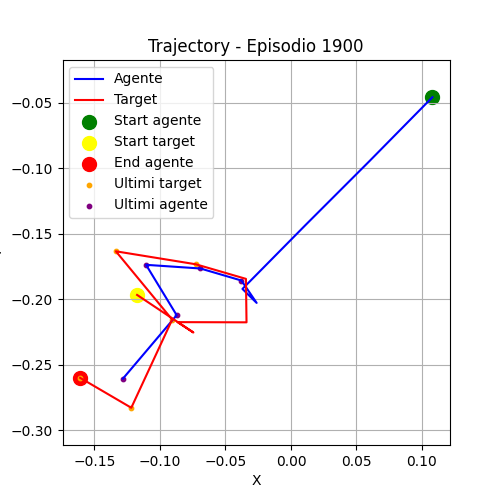 Trajectory - Episodio 1900
Agente
Target
Start agente
Start target
End agente
Ultimi target
Ultimi agente
−0.05
−0.10
−0.15
−0.20
−0.25
−0.30
−0.15 −0.10 −0.05 0.00 0.05 0.10
X